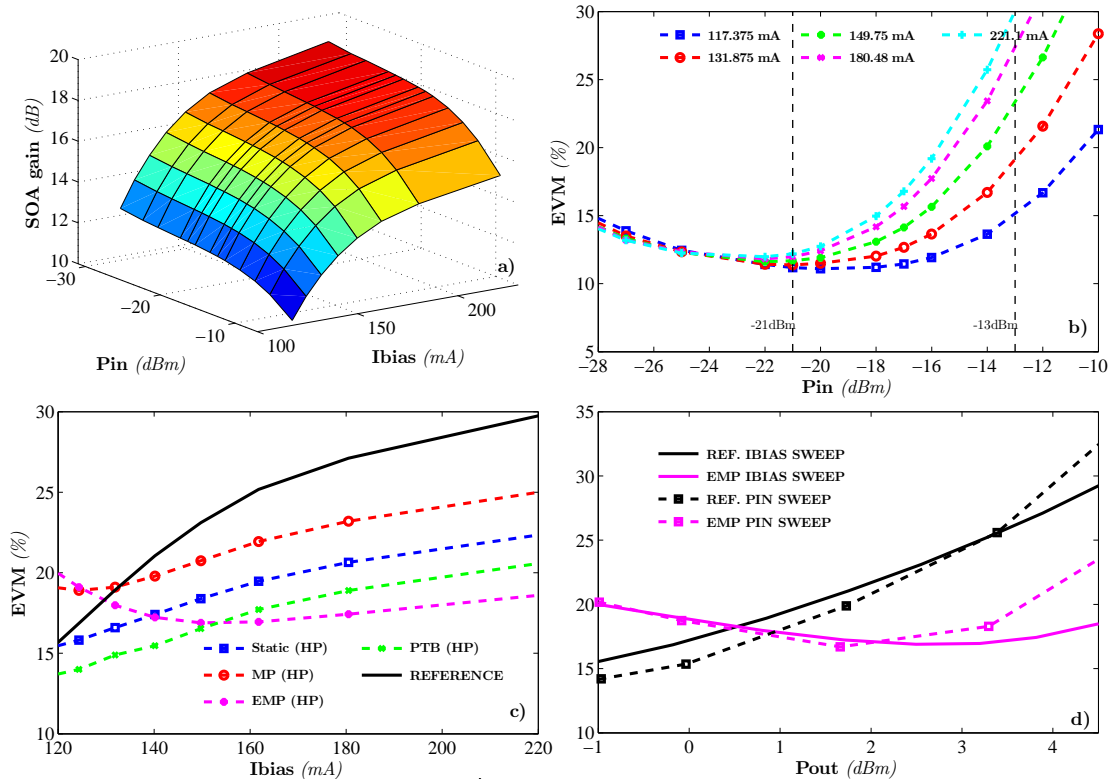 20
18
16
14
12
10
SOA gain (dB)
−30
−20
−10
Pin (dBm)
100
150
200
Ibias (mA)
a)
30
25
20
15
10
5
EVM (%)
117.375 mA
131.875 mA
149.75 mA
180.48 mA
221.1 mA
-21dBm
-13dBm
b)
−28 −26 −24 −22 −20 −18 −16 −14 −12 −10
Pin (dBm)
30
25
20
15
10
EVM (%)
Static (HP)
MP (HP)
EMP (HP)
PTB (HP)
REFERENCE
c)
120 140 160 180 200 220
Ibias (mA)
35
30
25
20
15
10
REF. IBIAS SWEEP
EMP IBIAS SWEEP
REF. PIN SWEEP
EMP PIN SWEEP
d)
−1 0 1 2 3 4
Pout (dBm)